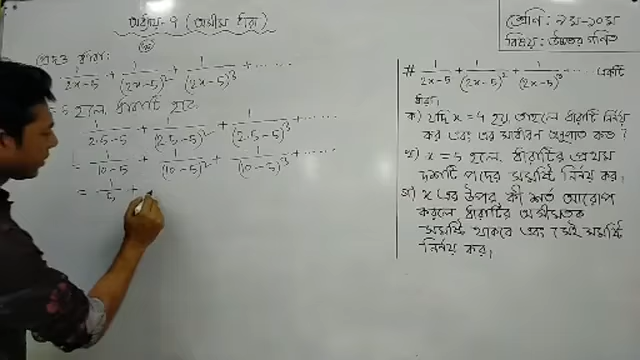 অধ্যায়-৭ (অসীম ধারা)
শ্রেণি: ৯ম-১০ম
বিষয়: উচ্চতর গণিত
প্রদত্ত ধারা:
1/(2x-5) + 1/(2x-5)² + 1/(2x-5)³ + ......
হলে, ধারাটি হবে
1/(2.5-5) + 1/(2.5-5)² + 1/(2.5-5)³ + ......
1/(10-5) + 1/(10-5)² + 1/(10-5)³ + ......
= 1/5 +
# 1/(2x-5) + 1/(2x-5)² + 1/(2x-5)³ + ... একটি
ধারা।
ক) যদি x=4 হয়, তাহলে ধারাটি নির্ণয়
কর এবং এর সাধারন অনুপাত কত?
খ) x=5 হলে, ধারাটির প্রথম
দশটি পদের সমষ্টি নির্ণয় কর।
গ) x এর উপর কী শর্ত আরোপ
করলে ধারাটির অসীমতক
সমষ্টি থাকবে এবং সেই সমষ্টি
নির্ণয় কর।